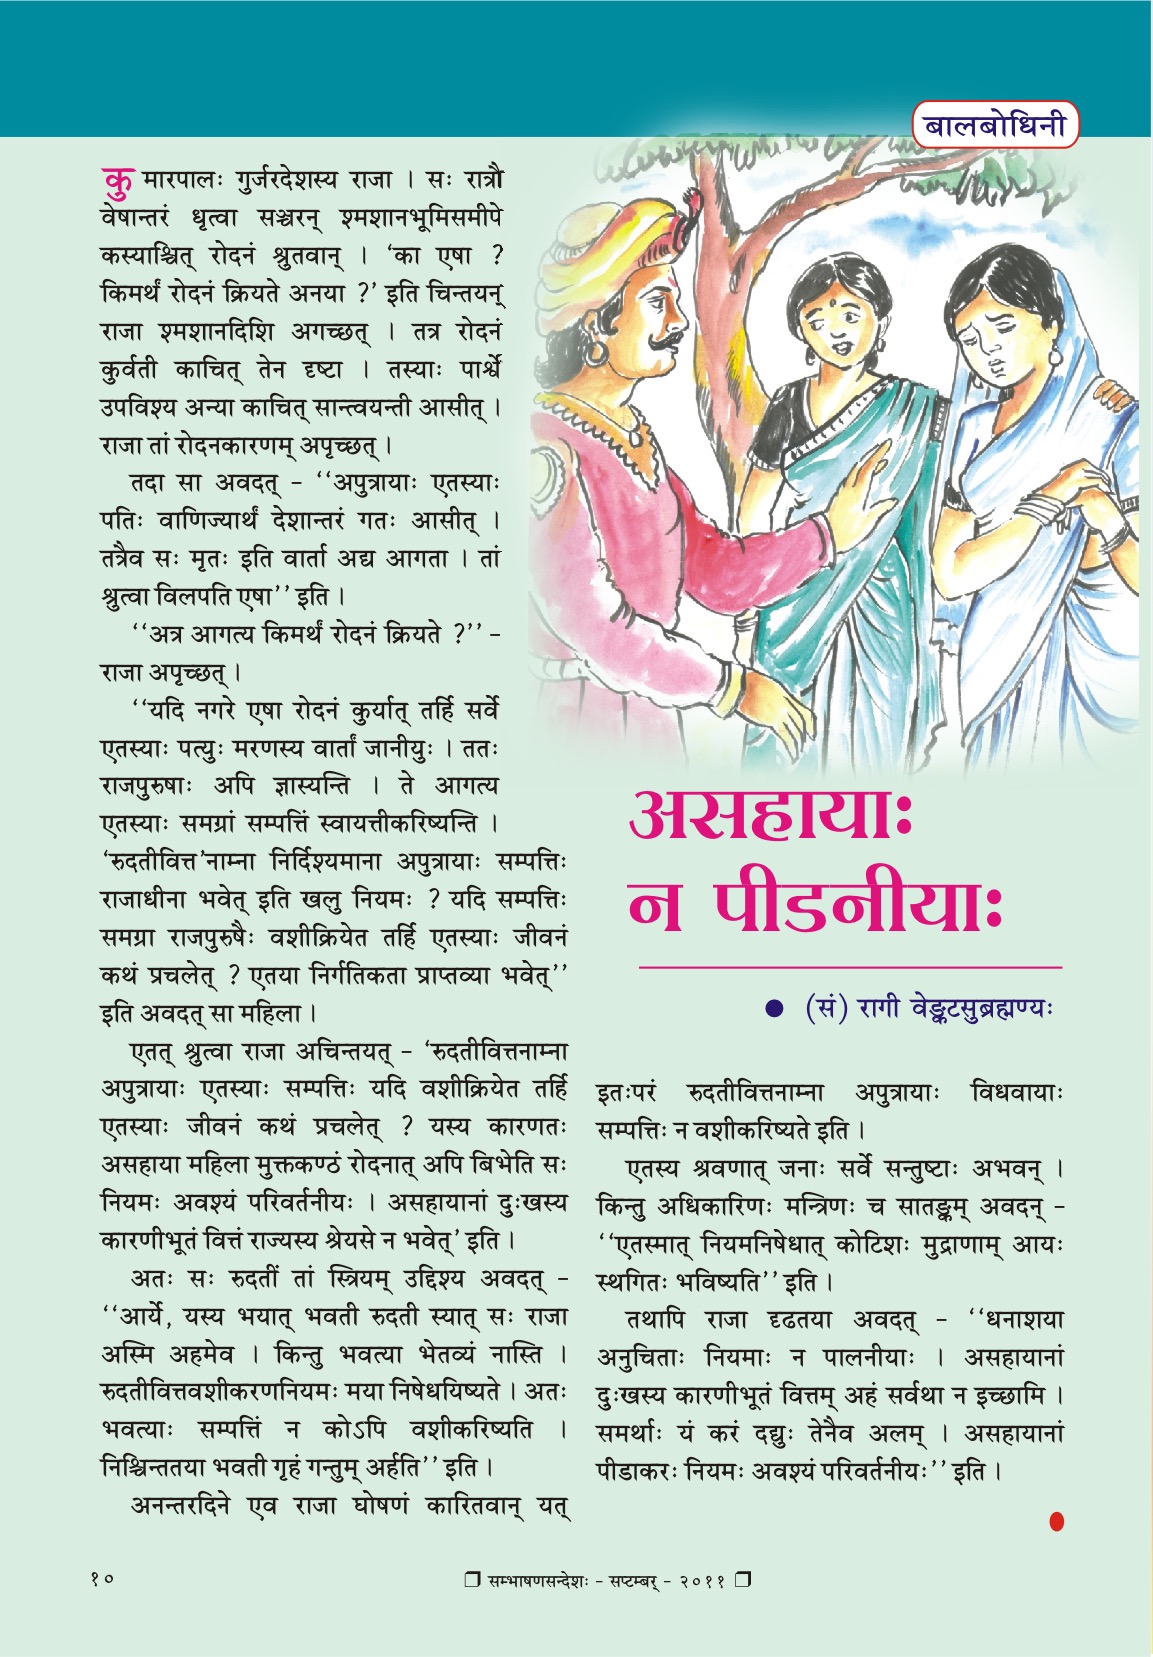 बालबोधिनी
कुमारपालः गुर्जरदेशस्य राजा । सः रात्रौ
वेषान्तरं धृत्वा सञ्चरन् श्मशानभूमिसमीपे
कस्याश्चित् रोदनं श्रुतवान् । ‘का एषा ?
किमर्थं रोदनं क्रियते अनया ?’ इति चिन्तयन्
राजा श्मशानदिशि अगच्छत् । तत्र रोदनं
कुर्वती काचित् तेन दृष्टा । तस्याः पार्श्वे
उपविश्य अन्या काचित् सान्त्वयन्ती आसीत् ।
राजा तां रोदनकारणम् अपृच्छत् ।
तदा सा अवदत् – ‘‘अपुत्रायाः एतस्याः
पतिः वाणिज्यार्थं देशान्तरं गतः आसीत् ।
तत्रैव सः मृतः इति वार्ता अद्य आगता । तां
श्रुत्वा विलपति एषा’’ इति ।
‘‘अत्र आगत्य किमर्थं रोदनं क्रियते ?’’ –
राजा अपृच्छत् ।
‘‘यदि नगरे एषा रोदनं कुर्यात् तर्हि सर्वे
एतस्याः पत्युः मरणस्य वार्तां जानीयुः । ततः
राजपुरुषाः अपि ज्ञास्यन्ति । ते आगत्य
एतस्याः समग्रां सम्पत्तिं स्वायत्तीकरिष्यन्ति ।
‘रुदतीवित्त’नाम्ना निर्दिश्यमाना अपुत्रायाः सम्पत्तिः
राजाधीना भवेत् इति खलु नियमः ? यदि सम्पत्तिः
समग्रा राजपुरुषैः वशीक्रियेत तर्हि एतस्याः जीवनं
कथं प्रचलेत् ? एतया निर्गतिकता प्राप्तव्या भवेत्’’
इति अवदत् सा महिला ।
एतत् श्रुत्वा राजा अचिन्तयत् – ‘रुदतीवित्तनाम्ना
अपुत्रायाः एतस्याः सम्पत्तिः यदि वशीक्रियेत तर्हि
एतस्याः जीवनं कथं प्रचलेत् ? यस्य कारणतः
असहाया महिला मुक्तकण्ठं रोदनात् अपि बिभेति सः
नियमः अवश्यं परिवर्तनीयः । असहायानां दुःखस्य
कारणीभूतं वित्तं राज्यस्य श्रेयसे न भवेत्’ इति ।
अतः सः रुदतीं तां स्त्रियम् उद्दिश्य अवदत् –
‘‘आर्ये, यस्य भयात् भवती रुदती स्यात् सः राजा
अस्मि अहमेव । किन्तु भवत्या भेतव्यं नास्ति ।
रुदतीवित्तवशीकरणनियमः मया निषेधयिष्यते । अतः
भवत्याः सम्पत्तिं न कोऽपि वशीकरिष्यति ।
निश्चिन्ततया भवती गृहं गन्तुम् अर्हति’’ इति ।
अनन्तरदिने एव राजा घोषणं कारितवान् यत्
असहायाः
न पीडनीयाः
● (सं) रागी वेङ्कटसुब्रह्मण्यः
इतःपरं रुदतीवित्तनाम्ना अपुत्रायाः विधवायाः
सम्पत्तिः न वशीकरिष्यते इति ।
एतस्य श्रवणात् जनाः सर्वे सन्तुष्टाः अभवन् ।
किन्तु अधिकारिणः मन्त्रिणः च सातङ्कम् अवदन् –
‘‘एतस्मात् नियमनिषेधात् कोटिशः मुद्राणाम् आयः
स्थगितः भविष्यति’’ इति ।
तथापि राजा दृढतया अवदत् – ‘‘धनाशया
अनुचिताः नियमाः न पालनीयाः । असहायानां
दुःखस्य कारणीभूतं वित्तम् अहं सर्वथा न इच्छामि ।
समर्थाः यं करं दद्युः तेनैव अलम् । असहायानां
पीडाकरः नियमः अवश्यं परिवर्तनीयः’’ इति ।
१०
❐ सम्भाषणसन्देशः – सप्टम्बर् – २०११ ❐